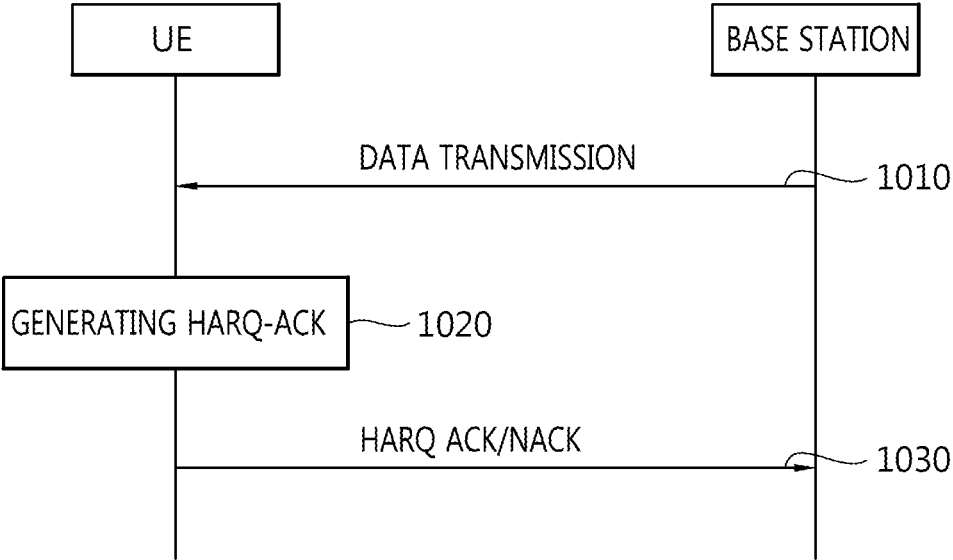 UE
BASE STATION
DATA TRANSMISSION
1010
GENERATING HARQ-ACK
1020
HARQ ACK/NACK
1030